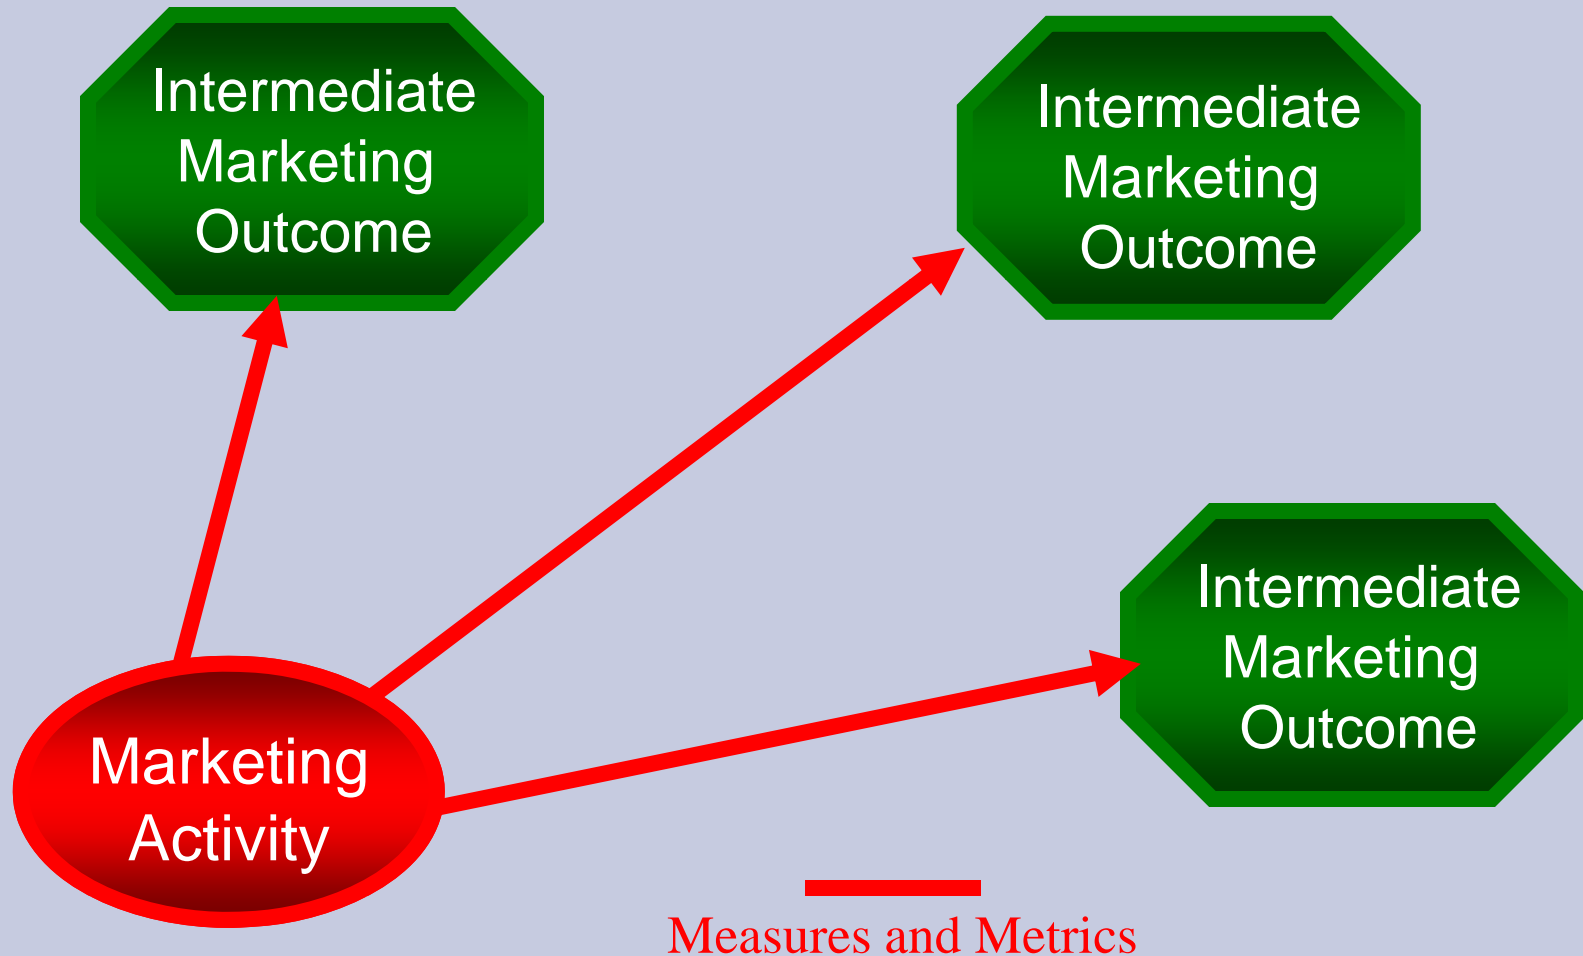 Intermediate
Marketing
Outcome
Intermediate
Marketing
Outcome
Intermediate
Marketing
Outcome
Marketing
Activity
Measures and Metrics